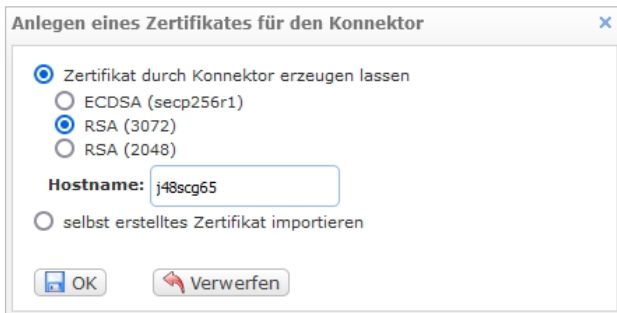 Anlegen eines Zertifikates für den Konnektor
Zertifikat durch Konnektor erzeugen lassen
ECDSA (secp256r1)
RSA (3072)
RSA (2048)
Hostname: j48scg65
selbst erstelltes Zertifikat importieren
OK Verwerfen